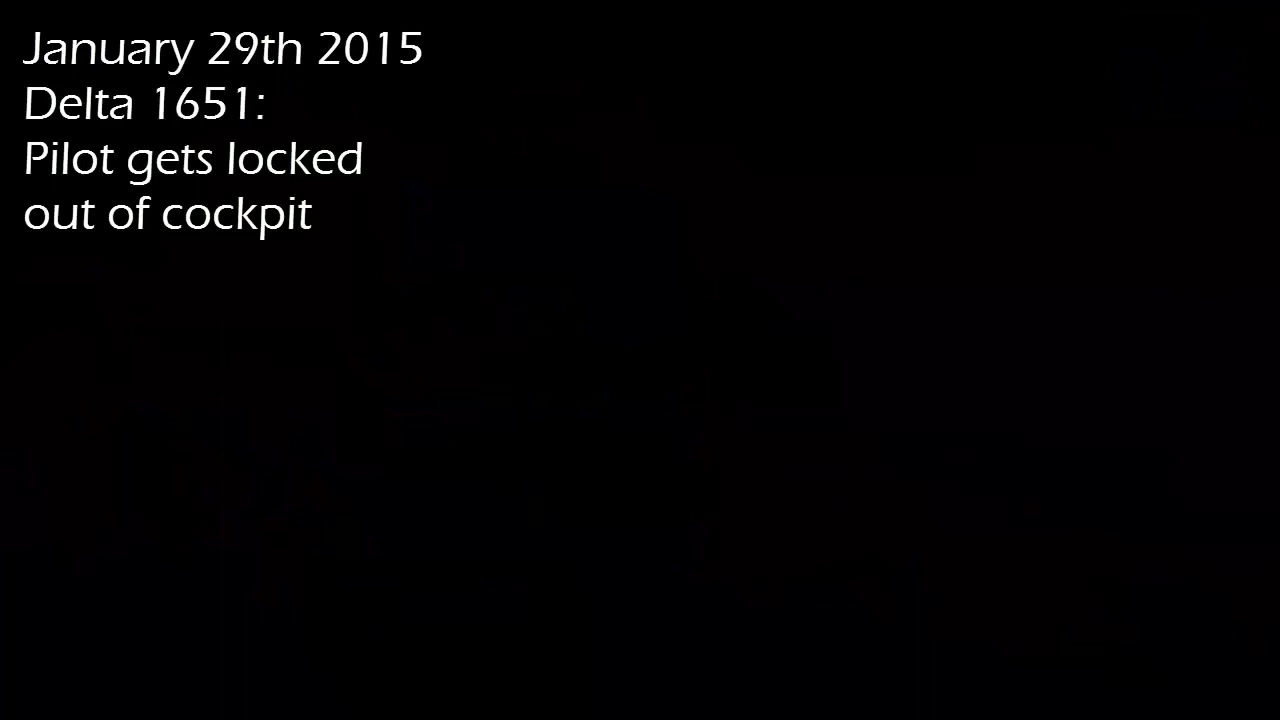 January 29th 2015
Delta 1651:
Pilot gets locked
out of cockpit